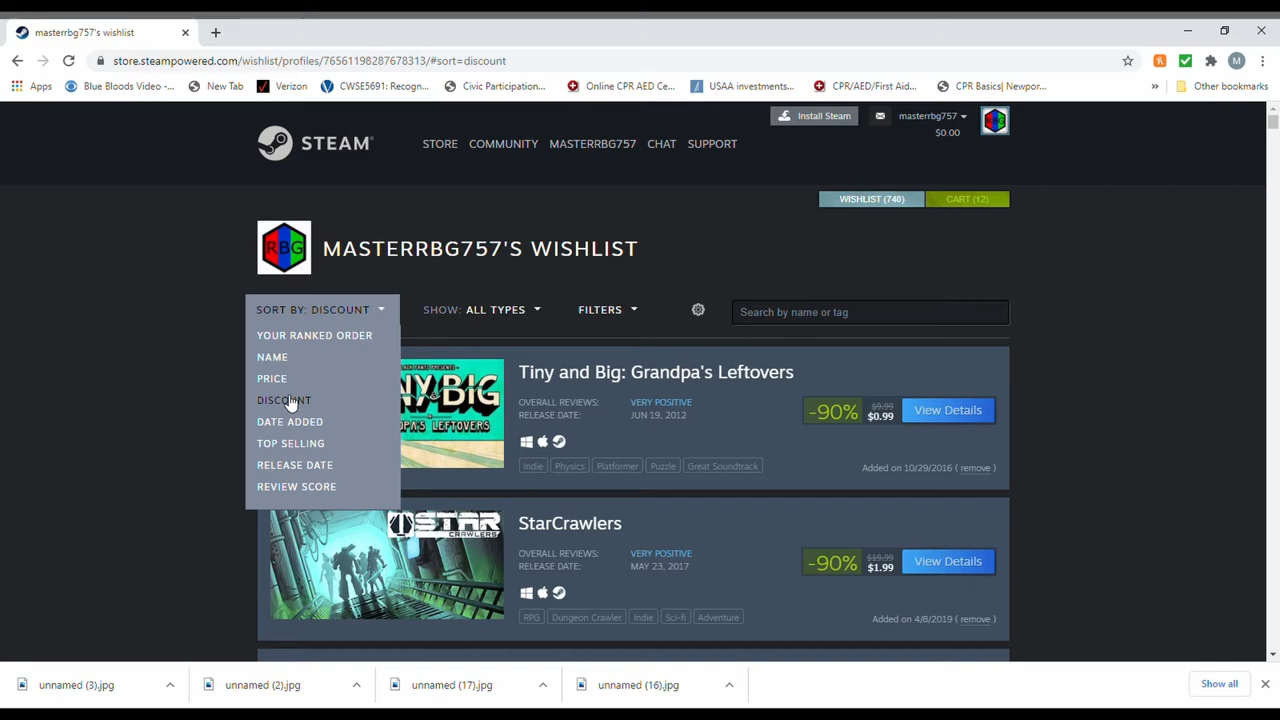 masterrbg757's wishlist
store.steampowered.com/wishlist/profiles/76561198287678313/#sort=discount
M
Apps
Blue Bloods Video -...
New Tab
Verizon
CWSE5691: Recogn...
Civic Participation...
Online CPR AED Ce...
USAA investments...
CPR/AED/First Aid...
CPR Basics| Newpor...
»
Other bookmarks
Install Steam
masterrbg757
$0.00
STEAM®
STORE COMMUNITY MASTERRBG757 CHAT SUPPORT
WISHLIST (740)
CART (12)
RBG
MASTERRBG757'S WISHLIST
SORT BY: DISCOUNT
SHOW: ALL TYPES
FILTERS
Search by name or tag
YOUR RANKED ORDER
NAME
PRICE
DISCOUNT
DATE ADDED
TOP SELLING
RELEASE DATE
REVIEW SCORE
Tiny and Big: Grandpa's Leftovers
OVERALL REVIEWS: VERY POSITIVE
RELEASE DATE: JUN 19, 2012
-90%
$9.99
$0.99
View Details
Indie Physics Platformer Puzzle Great Soundtrack
Added on 10/29/2016 ( remove )
STAR
CRAWLERS
StarCrawlers
OVERALL REVIEWS: VERY POSITIVE
RELEASE DATE: MAY 23, 2017
-90%
$19.99
$1.99
View Details
RPG Dungeon Crawler Indie Sci-fi Adventure
Added on 4/8/2019 ( remove )
unnamed (3).jpg
unnamed (2).jpg
unnamed (17).jpg
unnamed (16).jpg
Show all